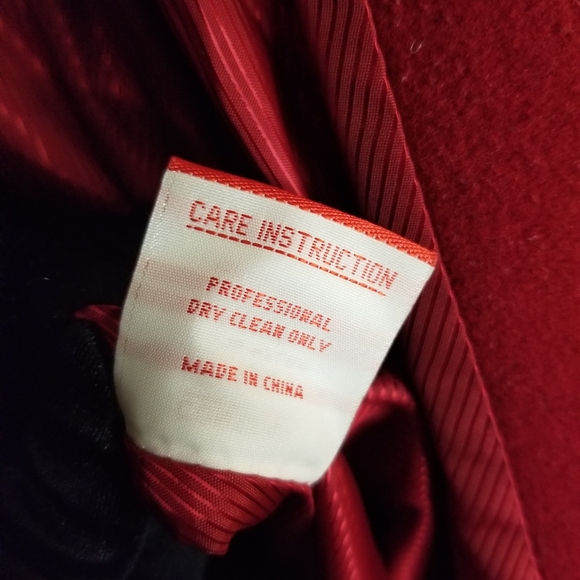 CARE INSTRUCTION
PROFESSIONAL
DRY CLEAN ONLY
MADE IN CHINA